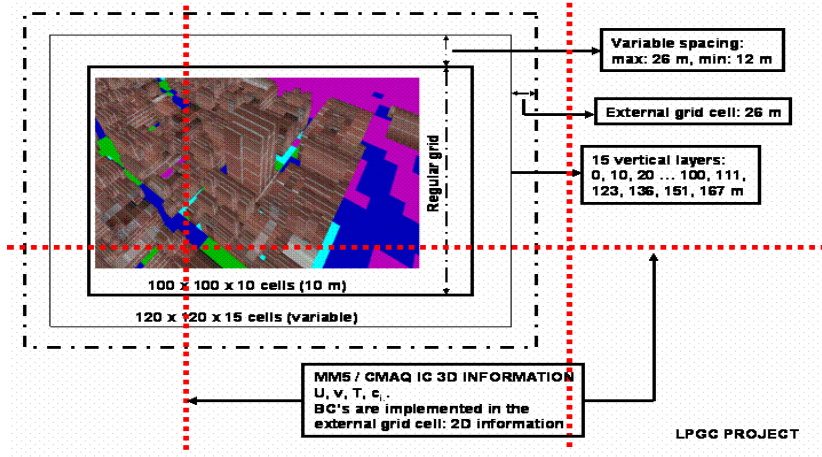 Variable spacing:
max: 26 m, min: 12 m
External grid cell: 26 m
15 vertical layers:
0, 10, 20 ... 100, 111,
123, 136, 151, 167 m
Regular grid
100 x 100 x 10 cells (10 m)
120 x 120 x 15 cells (variable)
MM5 / CMAQ IC 3D INFORMATION
U, v, T, c_i,.
BC's are implemented in the
external grid cell: 2D information
LPGC PROJECT